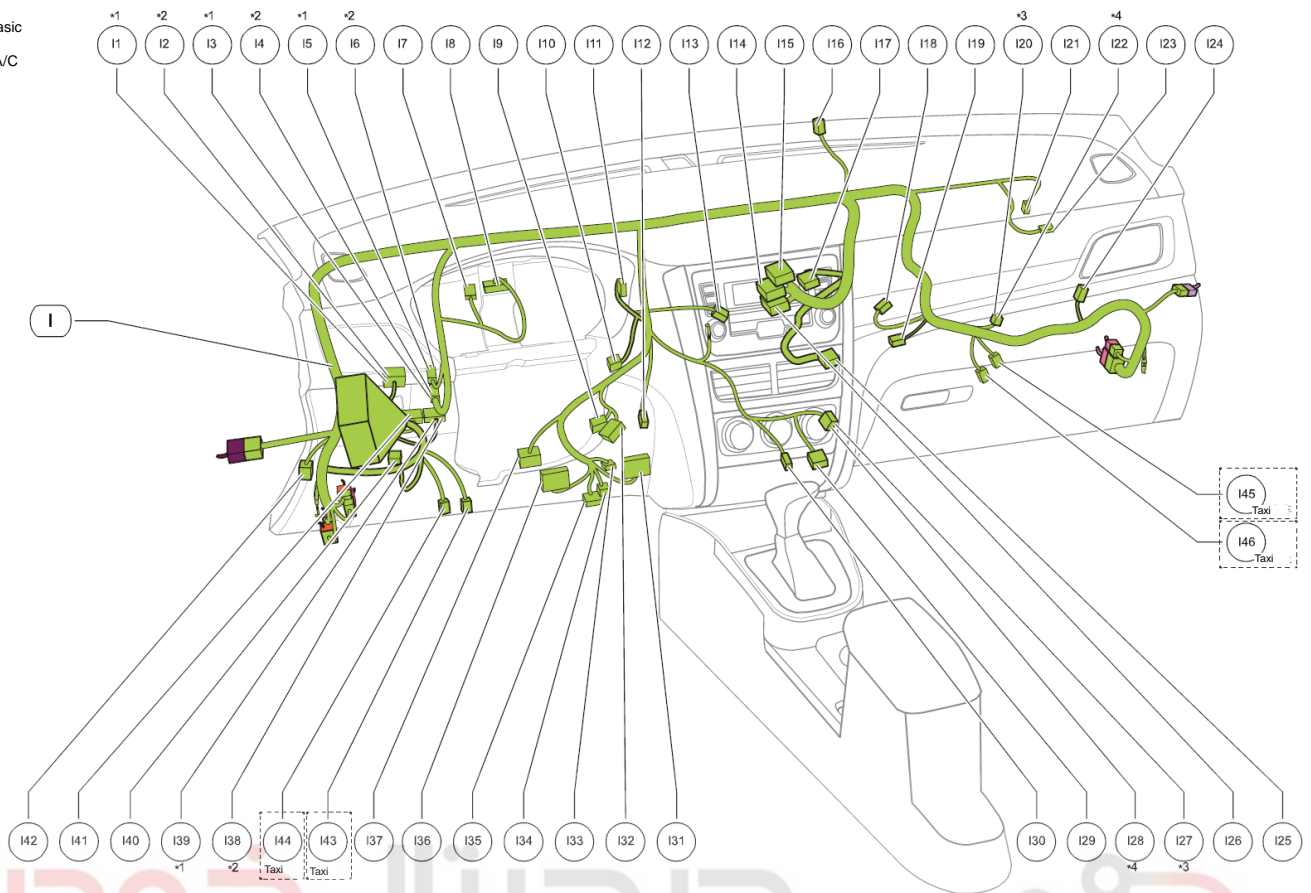 asic
A/C
*1 *2 *1 *2 *1 *2 *3 *4
I1 I2 I3 I4 I5 I6 I7 I8 I9 I10 I11 I12 I13 I14 I15 I16 I17 I18 I19 I20 I21 I22 I23 I24
I
I45
Taxi
I46
Taxi
I42 I41 I40 I39 I38 I44 I43 I37 I36 I35 I34 I33 I32 I31 I30 I29 I28 I27 I26 I25
*1 *2 Taxi Taxi *4 *3